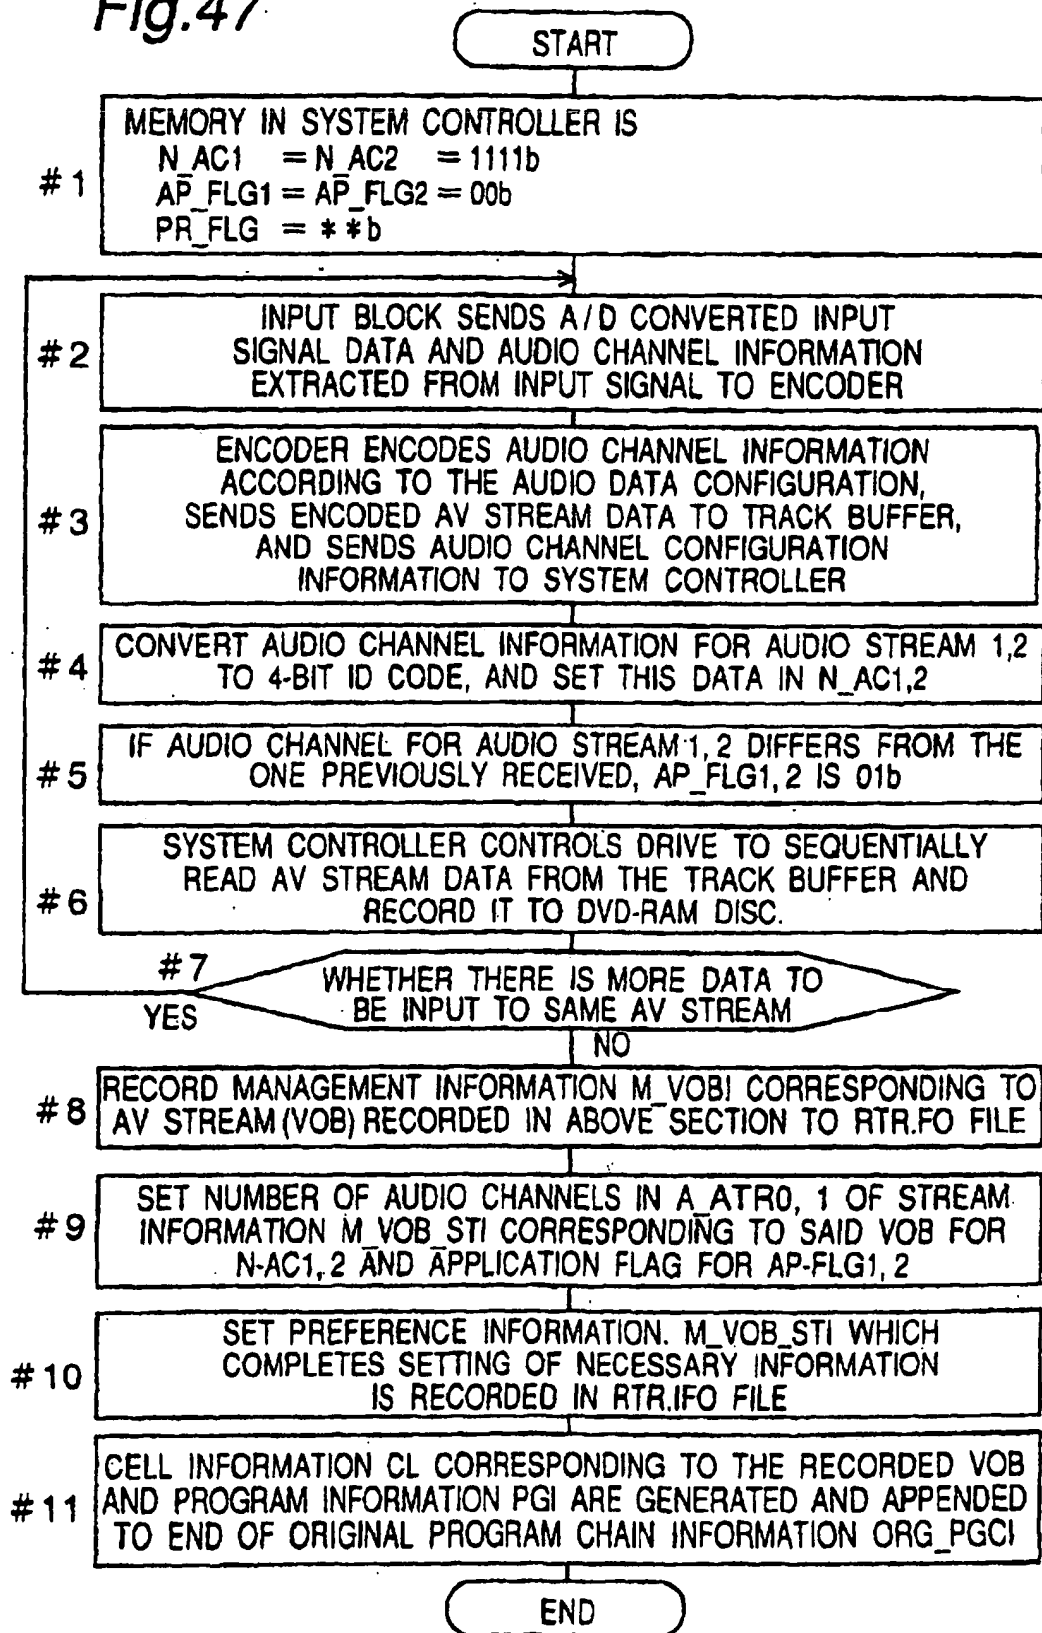 Fig.47
START
#1
MEMORY IN SYSTEM CONTROLLER IS
N_AC1 = N_AC2 = 1111b
AP_FLG1 = AP_FLG2 = 00b
PR_FLG = **b
#2
INPUT BLOCK SENDS A/D CONVERTED INPUT
SIGNAL DATA AND AUDIO CHANNEL INFORMATION
EXTRACTED FROM INPUT SIGNAL TO ENCODER
#3
ENCODER ENCODES AUDIO CHANNEL INFORMATION
ACCORDING TO THE AUDIO DATA CONFIGURATION,
SENDS ENCODED AV STREAM DATA TO TRACK BUFFER,
AND SENDS AUDIO CHANNEL CONFIGURATION
INFORMATION TO SYSTEM CONTROLLER
#4
CONVERT AUDIO CHANNEL INFORMATION FOR AUDIO STREAM 1,2
TO 4-BIT ID CODE, AND SET THIS DATA IN N_AC1,2
#5
IF AUDIO CHANNEL FOR AUDIO STREAM 1, 2 DIFFERS FROM THE
ONE PREVIOUSLY RECEIVED, AP_FLG1, 2 IS 01b
#6
SYSTEM CONTROLLER CONTROLS DRIVE TO SEQUENTIALLY
READ AV STREAM DATA FROM THE TRACK BUFFER AND
RECORD IT TO DVD-RAM DISC.
#7
WHETHER THERE IS MORE DATA TO
BE INPUT TO SAME AV STREAM
YES
NO
#8
RECORD MANAGEMENT INFORMATION M_VOBI CORRESPONDING TO
AV STREAM (VOB) RECORDED IN ABOVE SECTION TO RTR.FO FILE
#9
SET NUMBER OF AUDIO CHANNELS IN A_ATR0, 1 OF STREAM
INFORMATION M_VOB_STI CORRESPONDING TO SAID VOB FOR
N-AC1, 2 AND APPLICATION FLAG FOR AP-FLG1, 2
#10
SET PREFERENCE INFORMATION. M_VOB_STI WHICH
COMPLETES SETTING OF NECESSARY INFORMATION
IS RECORDED IN RTR.IFO FILE
#11
CELL INFORMATION CL CORRESPONDING TO THE RECORDED VOB
AND PROGRAM INFORMATION PGI ARE GENERATED AND APPENDED
TO END OF ORIGINAL PROGRAM CHAIN INFORMATION ORG_PGCI
END